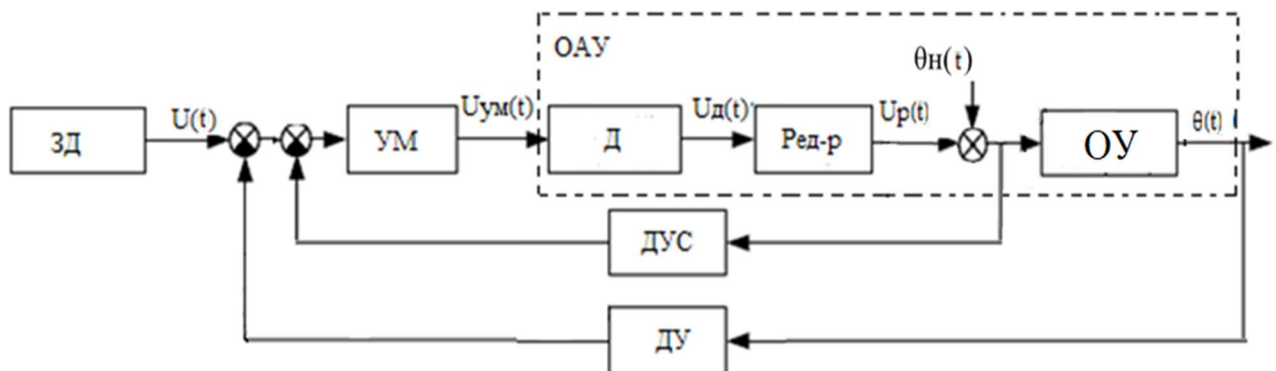 ОАУ
θн(t)
ЗД
U(t)
УМ
Uум(t)
Д
Uд(t)
Ред-р
Uр(t)
ОУ
θ(t)
ДУС
ДУ